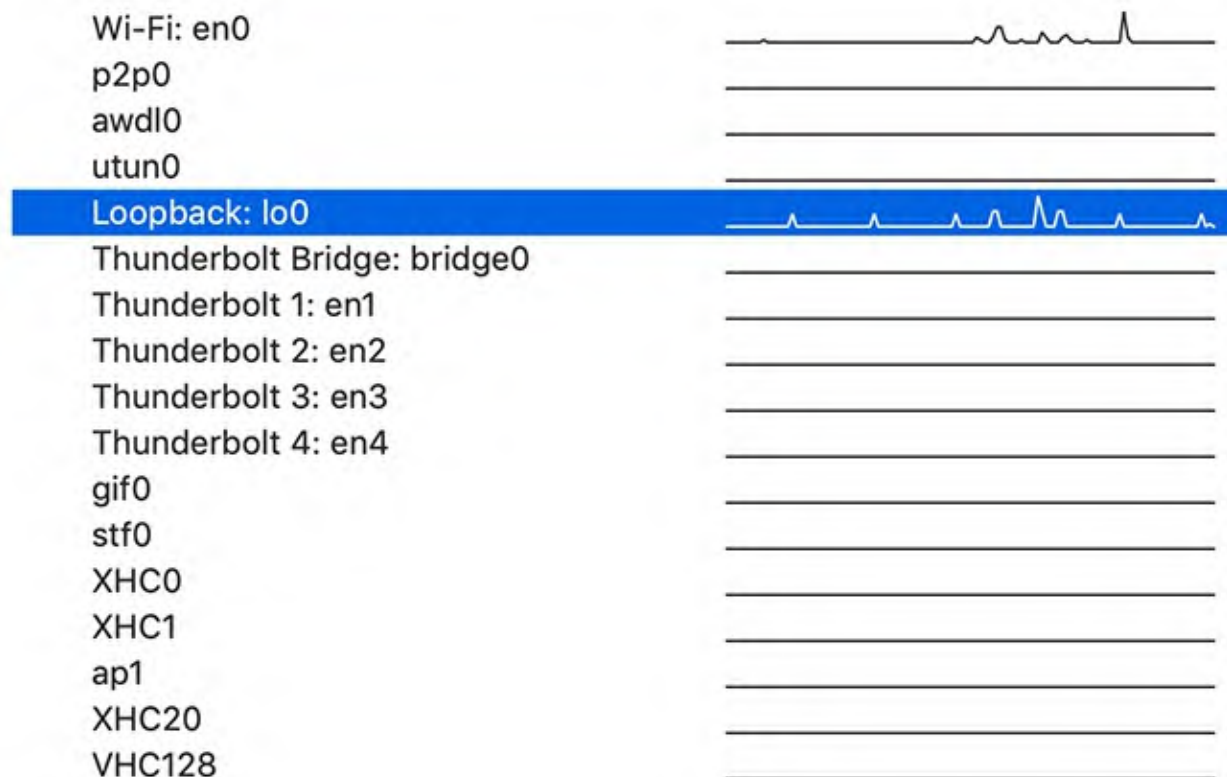 Wi-Fi: en0
p2p0
awdl0
utun0
Loopback: lo0
Thunderbolt Bridge: bridge0
Thunderbolt 1: en1
Thunderbolt 2: en2
Thunderbolt 3: en3
Thunderbolt 4: en4
gif0
stf0
XHC0
XHC1
ap1
XHC20
VHC128